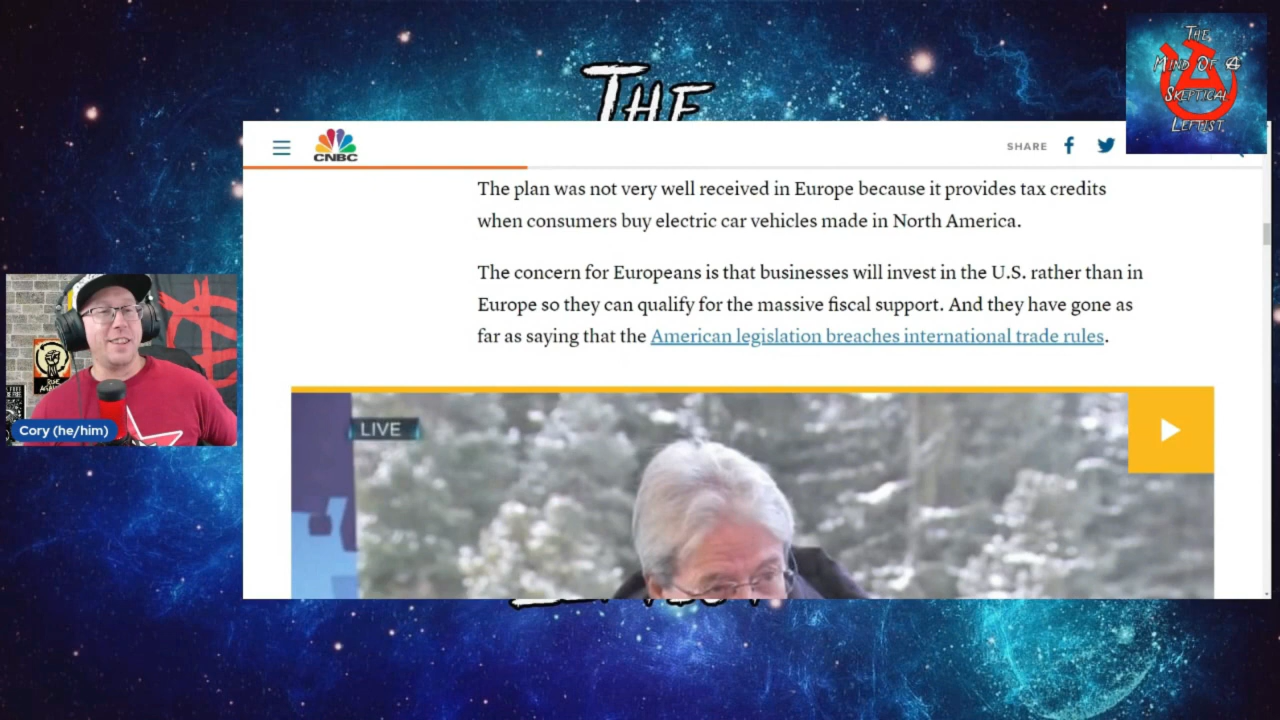 THE
THE
MIND OF A
SKEPTICAL
LEFTIST
CNBC
SHARE
The plan was not very well received in Europe because it provides tax credits
when consumers buy electric car vehicles made in North America.
The concern for Europeans is that businesses will invest in the U.S. rather than in
Europe so they can qualify for the massive fiscal support. And they have gone as
far as saying that the American legislation breaches international trade rules.
LIVE
Cory (he/him)